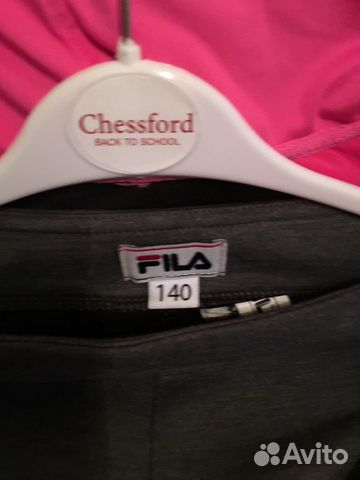 Chessford
BACK TO SCHOOL
FILA
140
Avito